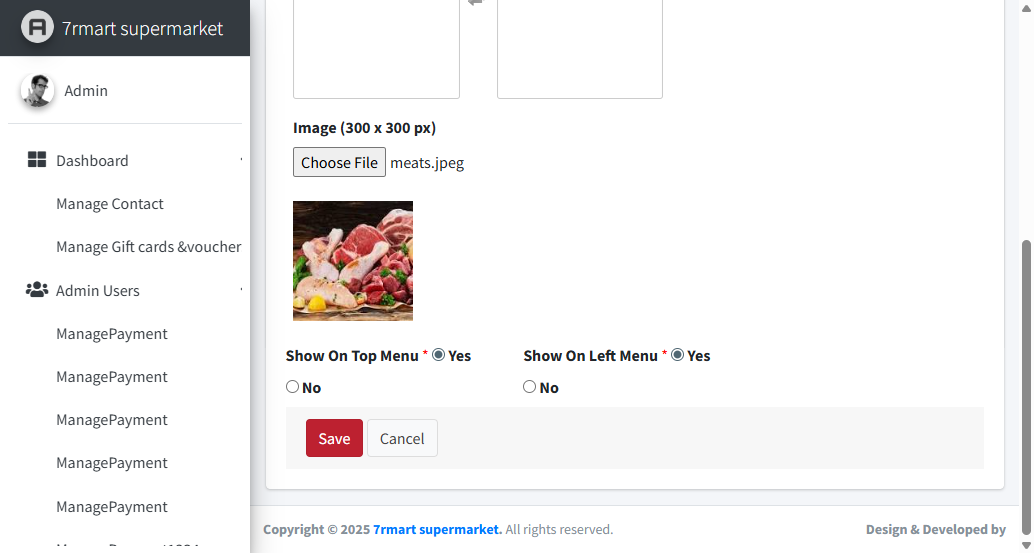 7rmart supermarket
Admin
Dashboard
Manage Contact
Manage Gift cards &voucher
Admin Users
ManagePayment
ManagePayment
ManagePayment
ManagePayment
ManagePayment
Image (300 x 300 px)
Choose File meats.jpeg
Show On Top Menu * Yes
No
Show On Left Menu * Yes
No
Save Cancel
Copyright © 2025 7rmart supermarket. All rights reserved.
Design & Developed by